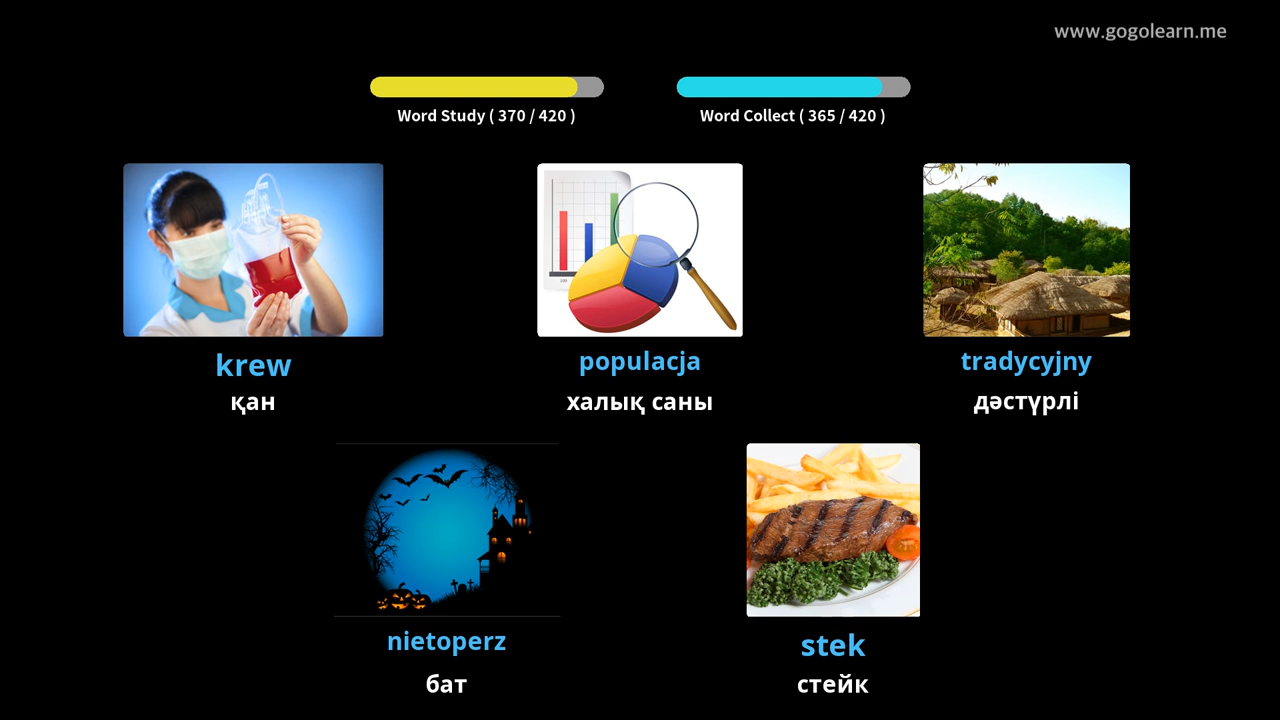 www.gogolearn.me
Word Study ( 370 / 420 )
Word Collect ( 365 / 420 )
krew
populacja
tradycyjny
қан
халық саны
дәстүрлі
nietoperz
stek
бат
стейк